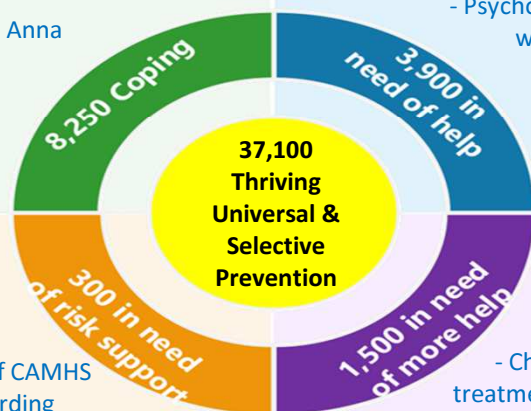 - Psycho
Anna
w
8,250 Coping
3,900 in
need of help
37,100
Thriving
Universal &
Selective
Prevention
300 in need
of risk support
1,500 in need
of more help
f CAMHS
rding
- Ch
treatme